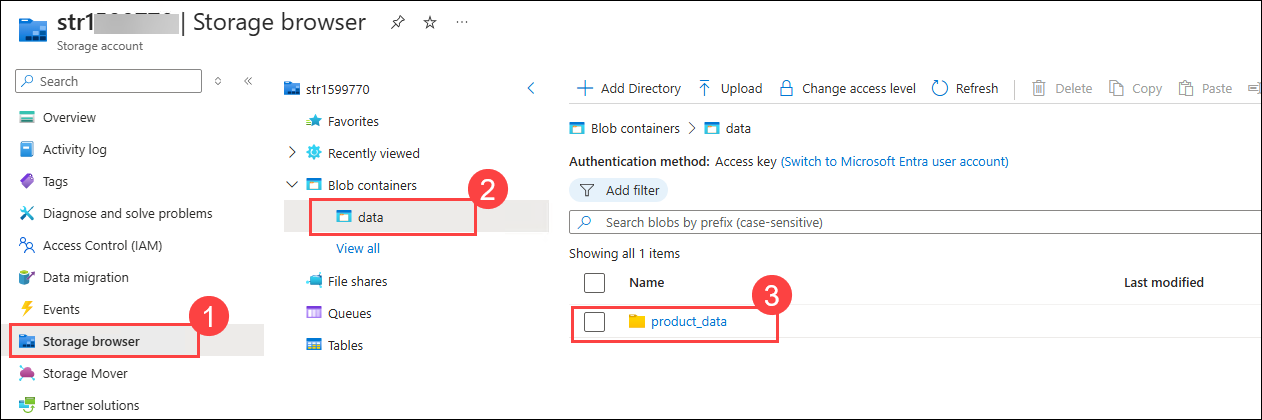 str1 | Storage browser
Storage account
Search
Overview
Activity log
Tags
Diagnose and solve problems
Access Control (IAM)
Data migration
Events
1
Storage browser
Storage Mover
Partner solutions
str1599770
Favorites
Recently viewed
Blob containers
2
data
View all
File shares
Queues
Tables
Add Directory Upload Change access level Refresh Delete Copy Paste
Blob containers > data
Authentication method: Access key (Switch to Microsoft Entra user account)
Add filter
Search blobs by prefix (case-sensitive)
Showing all 1 items
Name Last modified
3
product_data